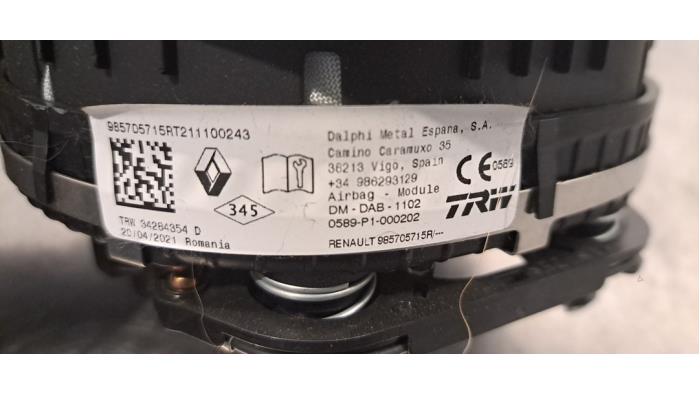 985705715RT211100243
345
TRW 34284354 D
20/04/2021 Romania
Dalphi Metal Espana, S.A.
Camino Caramuxo 35
36213 Vigo, Spain
+34 986293129
Airbag - Module
DM - DAB - 1102
0589-P1-000202
RENAULT 985705715R/---
CE 0589
TRW